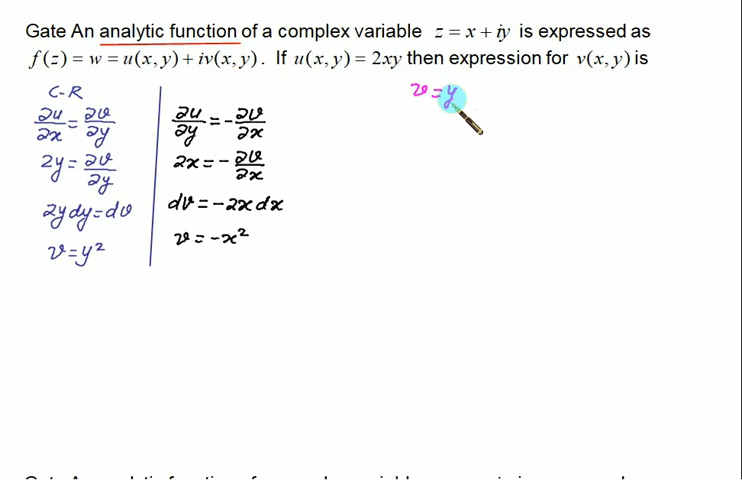 Gate An analytic function of a complex variable z = x + iy is expressed as
f(z) = w = u(x, y) + iv(x, y). If u(x, y) = 2xy then expression for v(x, y) is
C-R
∂u/∂x = ∂v/∂y
2y = ∂v/∂y
2y dy = dv
v = y²
∂u/∂y = -∂v/∂x
2x = -∂v/∂x
dv = -2x dx
v = -x²
v = y